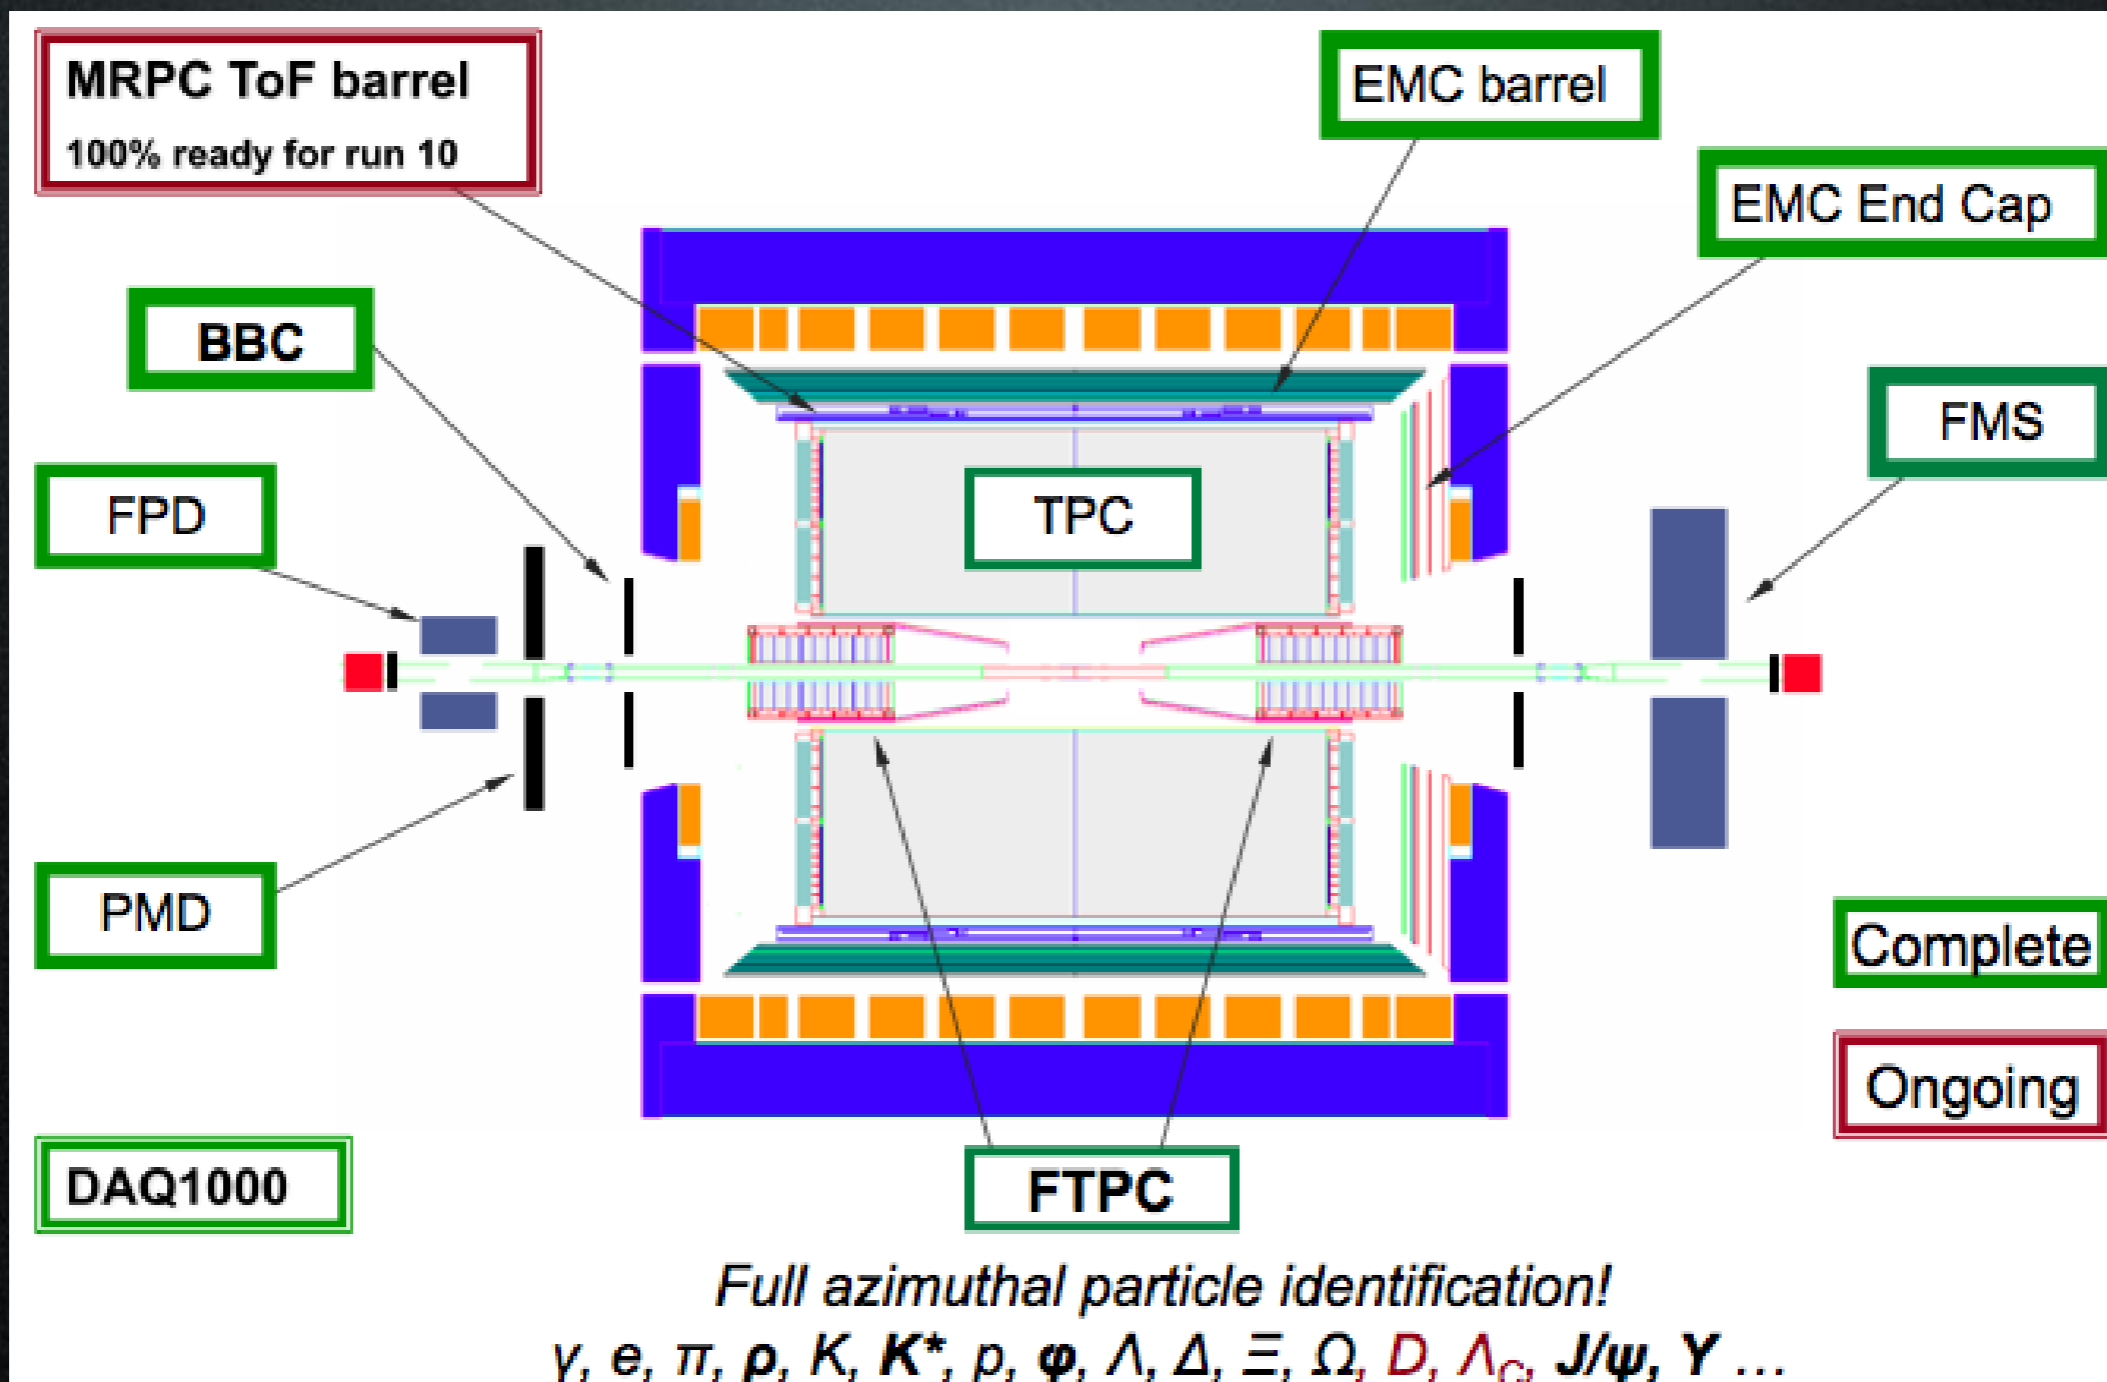 MRPC ToF barrel
100% ready for run 10
EMC barrel
EMC End Cap
BBC
FMS
FPD
TPC
PMD
Complete
Ongoing
DAQ1000
FTPC
Full azimuthal particle identification!
γ, e, π, ρ, K, K*, p, φ, Λ, Δ, Ξ, Ω, D, ΛC, J/ψ, Υ ...